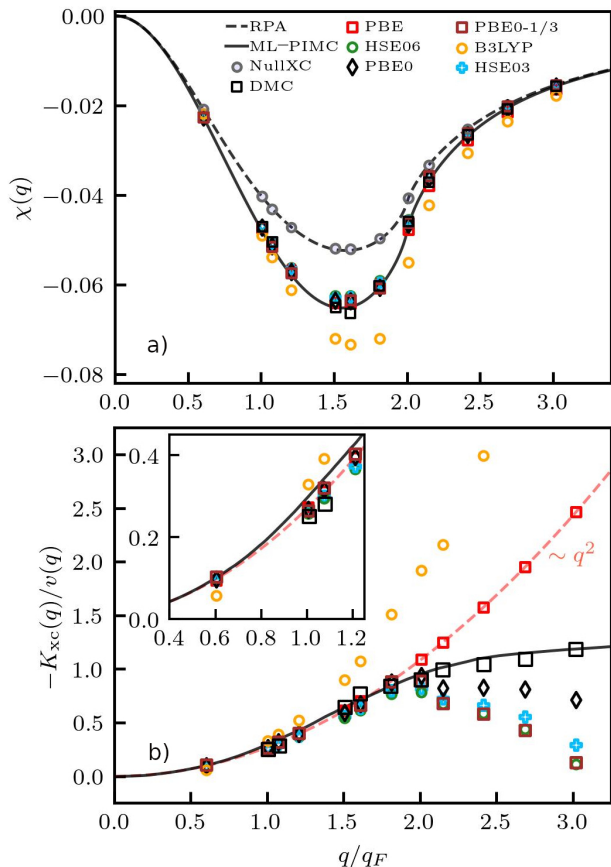 0.00
−0.02
−0.04
−0.06
−0.08
χ(q)
RPA
ML−PIMC
NullXC
DMC
PBE
HSE06
PBE0
PBE0-1/3
B3LYP
HSE03
a)
0.0 0.5 1.0 1.5 2.0 2.5 3.0
3.0
2.5
2.0
1.5
1.0
0.5
0.0
−K_xc(q)/v(q)
0.4
0.2
0.0
0.4 0.6 0.8 1.0 1.2
∼ q²
b)
0.0 0.5 1.0 1.5 2.0 2.5 3.0
q/q_F